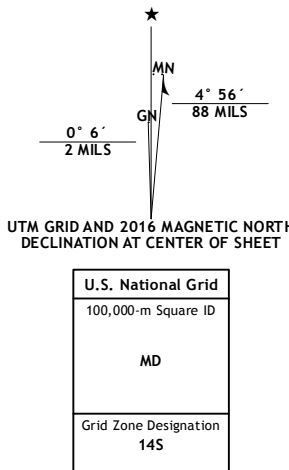 ★
MN
GN
4° 56´
88 MILS
0° 6´
2 MILS
UTM GRID AND 2016 MAGNETIC NORTH
DECLINATION AT CENTER OF SHEET
U.S. National Grid
100,000-m Square ID
MD
Grid Zone Designation
14S